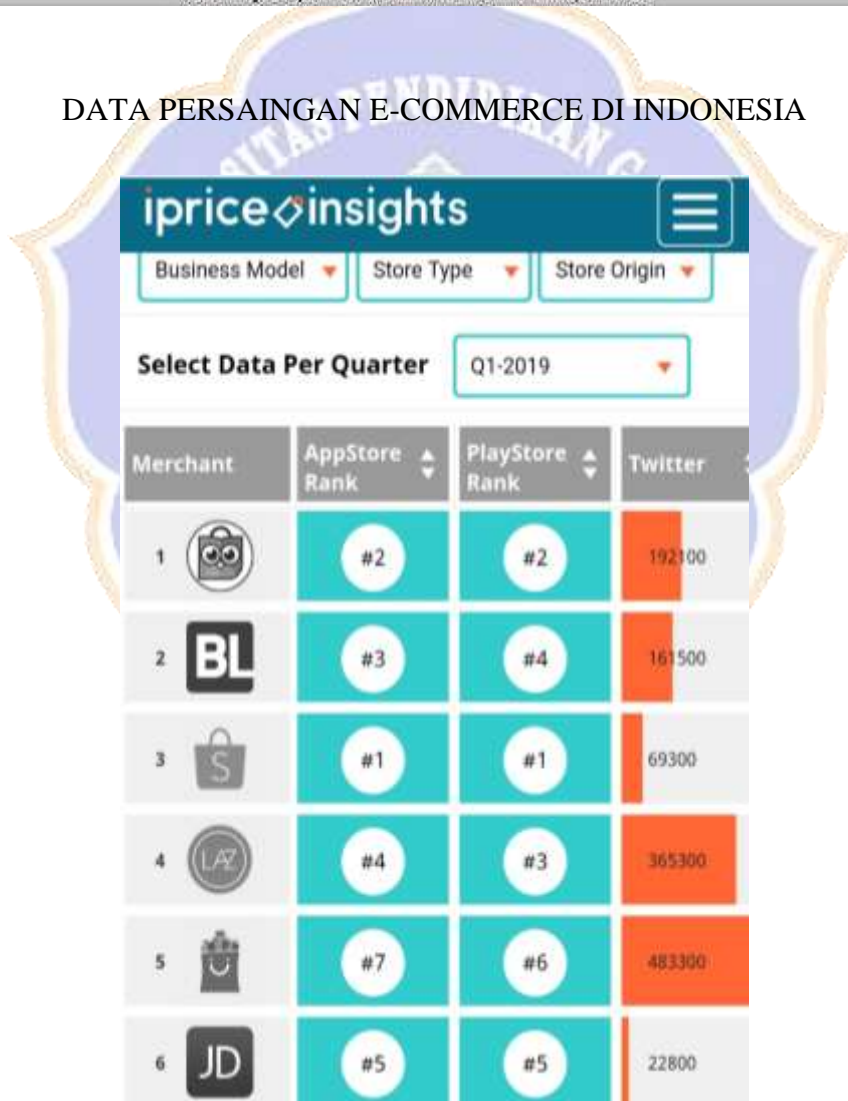 DATA PERSAINGAN E-COMMERCE DI INDONESIA
iprice insights
Business Model Store Type Store Origin
Select Data Per Quarter Q1-2019
Merchant AppStore Rank PlayStore Rank Twitter
1 #2 #2 192100
2 BL #3 #4 161500
3 S #1 #1 69300
4 LAZ #4 #3 365300
5 #7 #6 483300
6 JD #5 #5 22800